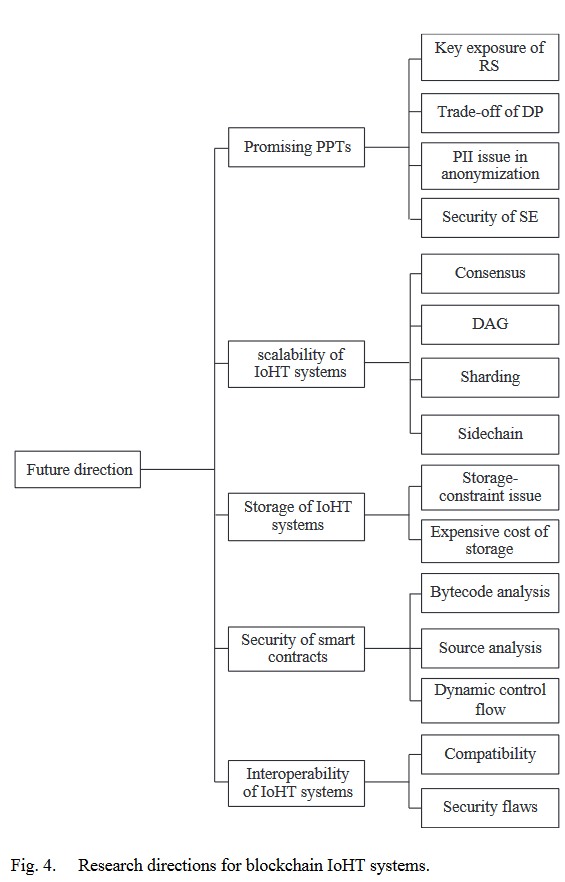 Future direction
Promising PPTs
Key exposure of
RS
Trade-off of DP
PII issue in
anonymization
Security of SE
scalability of
IoHT systems
Consensus
DAG
Sharding
Sidechain
Storage of IoHT
systems
Storage-
constraint issue
Expensive cost of
storage
Security of smart
contracts
Bytecode analysis
Source analysis
Dynamic control
flow
Interoperability
of IoHT systems
Compatibility
Security flaws
Fig. 4. Research directions for blockchain IoHT systems.